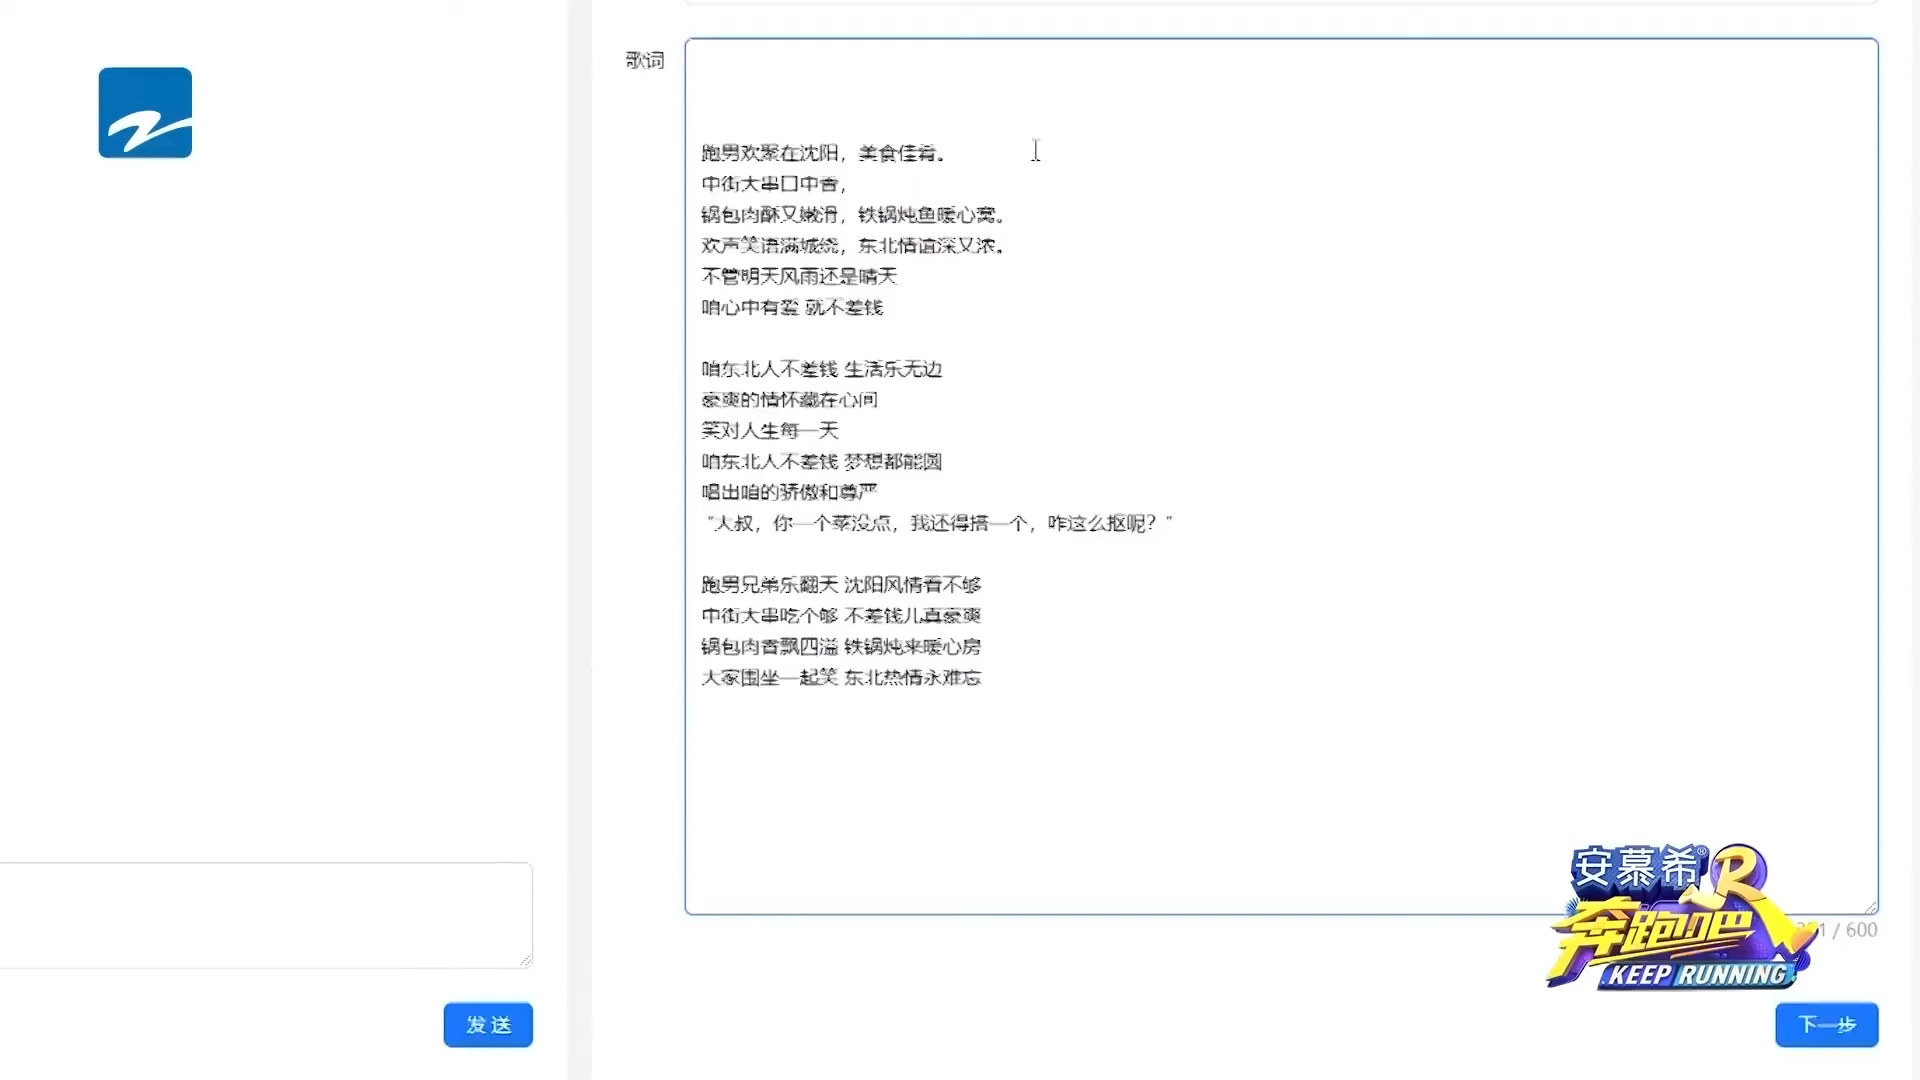 歌词
跑男欢聚在沈阳，美食佳肴。
中街大串口中香，
锅包肉酥又嫩滑，铁锅炖鱼暖心窝。
欢声笑语满城绕，东北情谊深又浓。
不管明天风雨还是晴天
咱心中有爱 就不差钱
咱东北人不差钱 生活乐无边
豪爽的情怀藏在心间
笑对人生每一天
咱东北人不差钱 梦想都能圆
唱出咱的骄傲和尊严
“大叔，你一个菜没点，我还得搭一个，咋这么抠呢？”
跑男兄弟乐翻天 沈阳风情看不够
中街大串吃个够 不差钱儿真豪爽
锅包肉香飘四溢 铁锅炖来暖心房
大家围坐一起笑 东北热情永难忘
安慕希®
奔跑吧
KEEP RUNNING
/ 600
发送
下一步